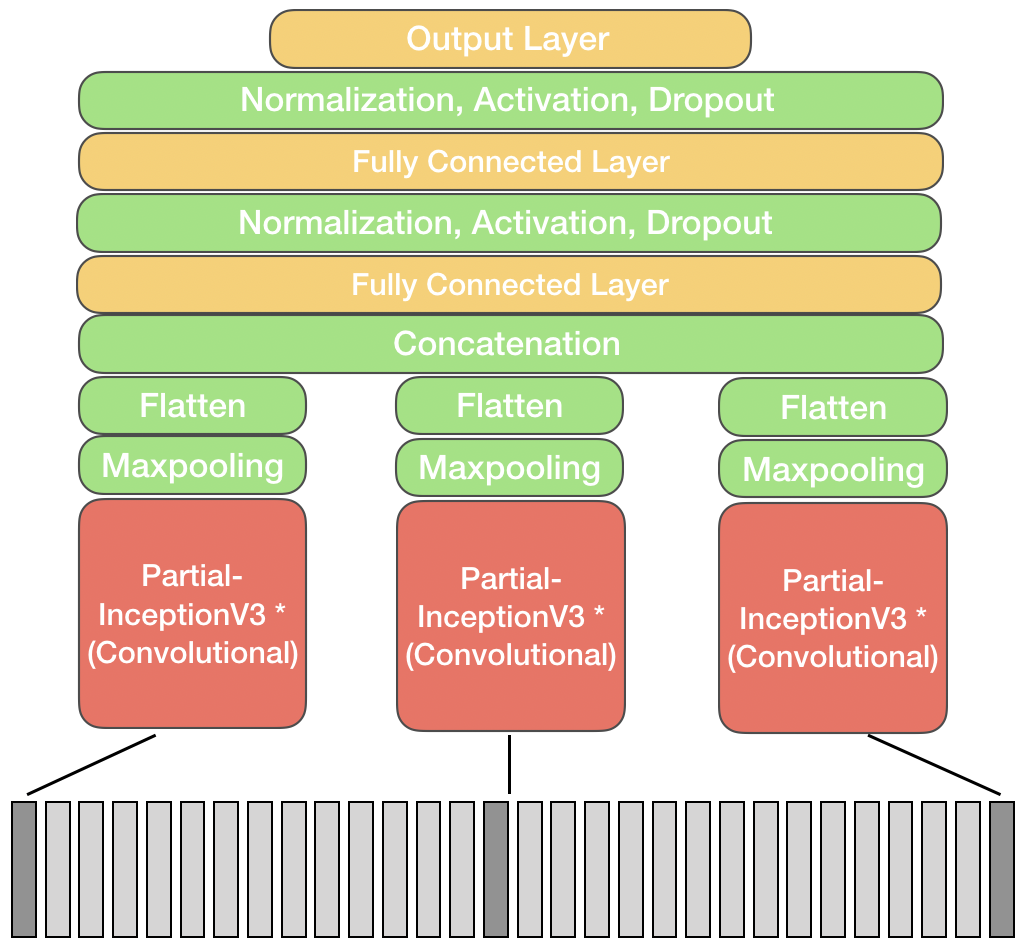 Output Layer
Normalization, Activation, Dropout
Fully Connected Layer
Normalization, Activation, Dropout
Fully Connected Layer
Concatenation
Flatten
Flatten
Flatten
Maxpooling
Maxpooling
Maxpooling
Partial-
InceptionV3 *
(Convolutional)
Partial-
InceptionV3 *
(Convolutional)
Partial-
InceptionV3 *
(Convolutional)